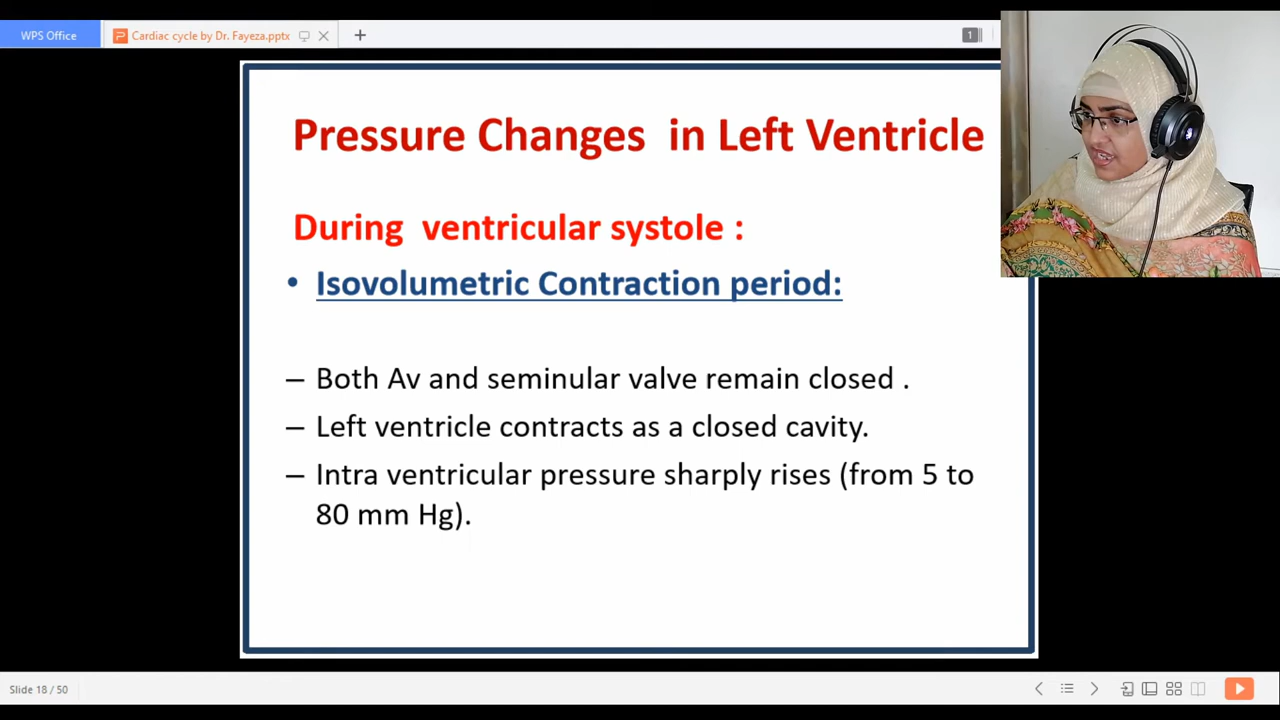 WPS Office
Cardiac cycle by Dr. Fayeza.pptx
1
Pressure Changes in Left Ventricle
During ventricular systole :
• Isovolumetric Contraction period:
– Both Av and seminular valve remain closed .
– Left ventricle contracts as a closed cavity.
– Intra ventricular pressure sharply rises (from 5 to
80 mm Hg).
Slide 18 / 50